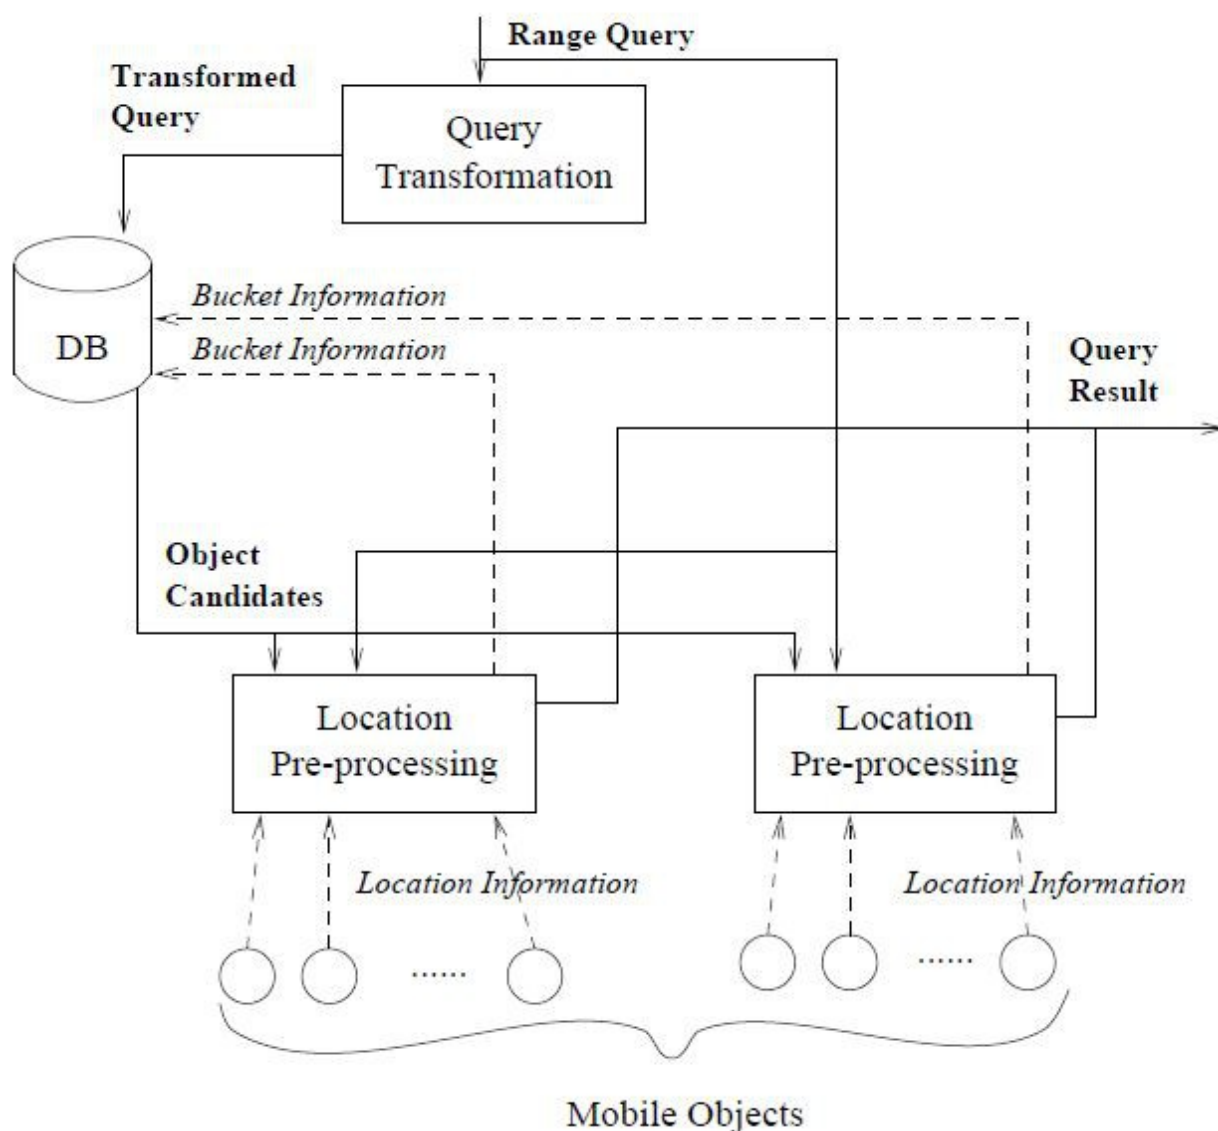 Range Query
Transformed
Query
Query
Transformation
Bucket Information
DB
Bucket Information
Query
Result
Object
Candidates
Location
Pre-processing
Location
Pre-processing
Location Information
Location Information
......
......
Mobile Objects